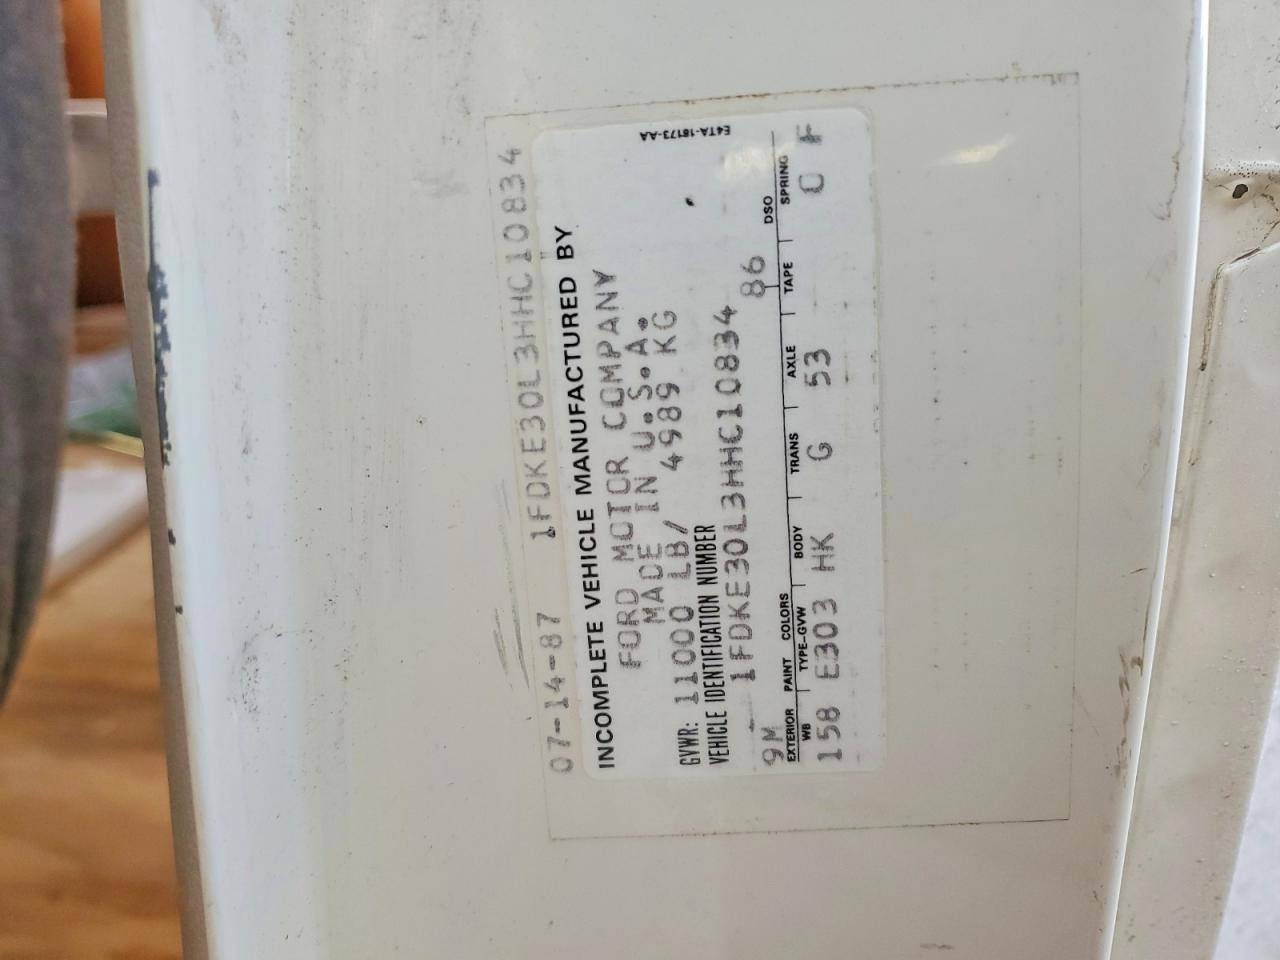 07-14-87 1FDKE30L3HHC10834
INCOMPLETE VEHICLE MANUFACTURED BY
FORD MOTOR COMPANY
MADE IN U.S.A.
GVWR: 11000 LB/ 4989 KG
VEHICLE IDENTIFICATION NUMBER
1FDKE30L3HHC10834
E4TA-18173-AA
9M 86
EXTERIOR PAINT COLORS DSO
WB TYPE-GVW BODY TRANS AXLE TAPE SPRING
158 E303 HK G 53 O F